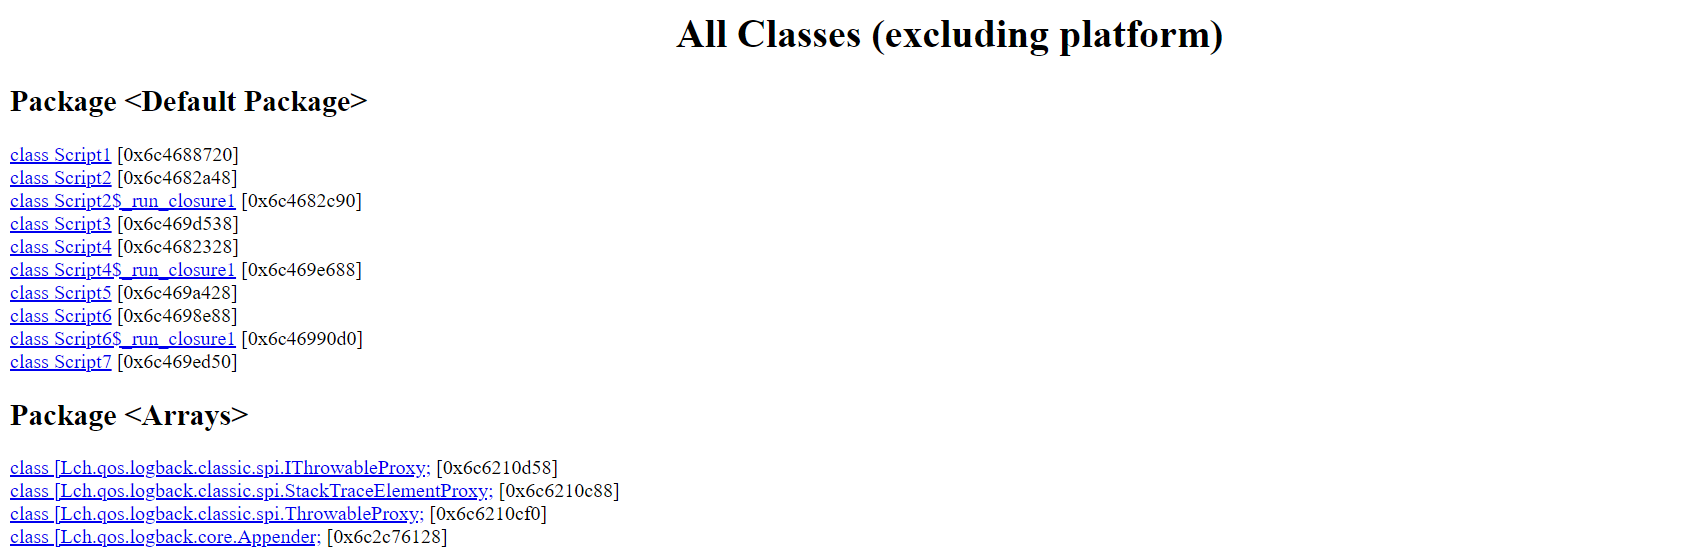 All Classes (excluding platform)
Package <Default Package>
class Script1 [0x6c4688720]
class Script2 [0x6c4682a48]
class Script2$_run_closure1 [0x6c4682c90]
class Script3 [0x6c469d538]
class Script4 [0x6c4682328]
class Script4$_run_closure1 [0x6c469e688]
class Script5 [0x6c469a428]
class Script6 [0x6c4698e88]
class Script6$_run_closure1 [0x6c46990d0]
class Script7 [0x6c469ed50]
Package <Arrays>
class [Lch.qos.logback.classic.spi.IThrowableProxy; [0x6c6210d58]
class [Lch.qos.logback.classic.spi.StackTraceElementProxy; [0x6c6210c88]
class [Lch.qos.logback.classic.spi.ThrowableProxy; [0x6c6210cf0]
class [Lch.qos.logback.core.Appender; [0x6c2c76128]